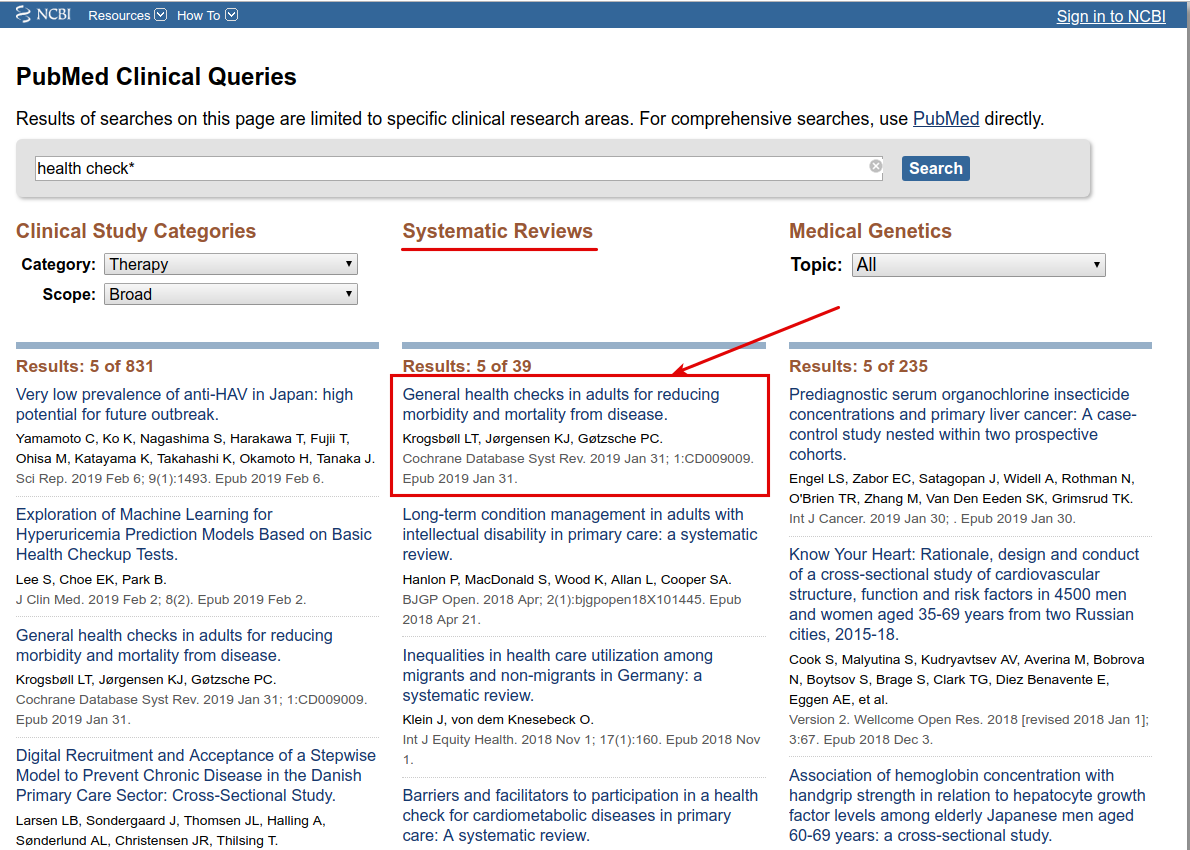 NCBI Resources How To Sign in to NCBI
PubMed Clinical Queries
Results of searches on this page are limited to specific clinical research areas. For comprehensive searches, use PubMed directly.
health check*
Search
Clinical Study Categories
Category: Therapy
Scope: Broad
Results: 5 of 831
Very low prevalence of anti-HAV in Japan: high
potential for future outbreak.
Yamamoto C, Ko K, Nagashima S, Harakawa T, Fujii T,
Ohisa M, Katayama K, Takahashi K, Okamoto H, Tanaka J.
Sci Rep. 2019 Feb 6; 9(1):1493. Epub 2019 Feb 6.
Exploration of Machine Learning for
Hyperuricemia Prediction Models Based on Basic
Health Checkup Tests.
Lee S, Choe EK, Park B.
J Clin Med. 2019 Feb 2; 8(2). Epub 2019 Feb 2.
General health checks in adults for reducing
morbidity and mortality from disease.
Krogsbøll LT, Jørgensen KJ, Gøtzsche PC.
Cochrane Database Syst Rev. 2019 Jan 31; 1:CD009009.
Epub 2019 Jan 31.
Digital Recruitment and Acceptance of a Stepwise
Model to Prevent Chronic Disease in the Danish
Primary Care Sector: Cross-Sectional Study.
Larsen LB, Sondergaard J, Thomsen JL, Halling A,
Sønderlund AL, Christensen JR, Thilsing T.
Systematic Reviews
Results: 5 of 39
General health checks in adults for reducing
morbidity and mortality from disease.
Krogsbøll LT, Jørgensen KJ, Gøtzsche PC.
Cochrane Database Syst Rev. 2019 Jan 31; 1:CD009009.
Epub 2019 Jan 31.
Long-term condition management in adults with
intellectual disability in primary care: a systematic
review.
Hanlon P, MacDonald S, Wood K, Allan L, Cooper SA.
BJGP Open. 2018 Apr; 2(1):bjgpopen18X101445. Epub
2018 Apr 21.
Inequalities in health care utilization among
migrants and non-migrants in Germany: a
systematic review.
Klein J, von dem Knesebeck O.
Int J Equity Health. 2018 Nov 1; 17(1):160. Epub 2018 Nov
1.
Barriers and facilitators to participation in a health
check for cardiometabolic diseases in primary
care: A systematic review.
Medical Genetics
Topic: All
Results: 5 of 235
Prediagnostic serum organochlorine insecticide
concentrations and primary liver cancer: A case-
control study nested within two prospective
cohorts.
Engel LS, Zabor EC, Satagopan J, Widell A, Rothman N,
O'Brien TR, Zhang M, Van Den Eeden SK, Grimsrud TK.
Int J Cancer. 2019 Jan 30; . Epub 2019 Jan 30.
Know Your Heart: Rationale, design and conduct
of a cross-sectional study of cardiovascular
structure, function and risk factors in 4500 men
and women aged 35-69 years from two Russian
cities, 2015-18.
Cook S, Malyutina S, Kudryavtsev AV, Averina M, Bobrova
N, Boytsov S, Brage S, Clark TG, Diez Benavente E,
Eggen AE, et al.
Version 2. Wellcome Open Res. 2018 [revised 2018 Jan 1];
3:67. Epub 2018 Dec 3.
Association of hemoglobin concentration with
handgrip strength in relation to hepatocyte growth
factor levels among elderly Japanese men aged
60-69 years: a cross-sectional study.